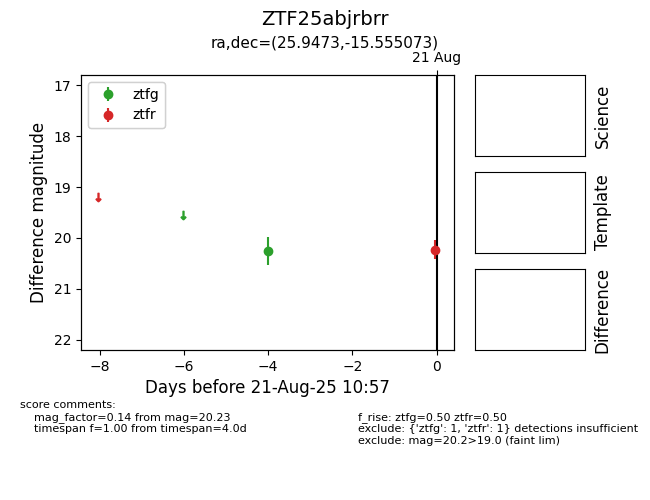 ZTF25abjrbrr
ra,dec=(25.9473,-15.555073)
21 Aug
ztfg
ztfr
17
18
19
20
21
22
Difference magnitude
−8
−6
−4
−2
0
Days before 21-Aug-25 10:57
Science
Template
Difference
score comments:
mag_factor=0.14 from mag=20.23
timespan f=1.00 from timespan=4.0d
f_rise: ztfg=0.50 ztfr=0.50
exclude: {'ztfg': 1, 'ztfr': 1} detections insufficient
exclude: mag=20.2>19.0 (faint lim)